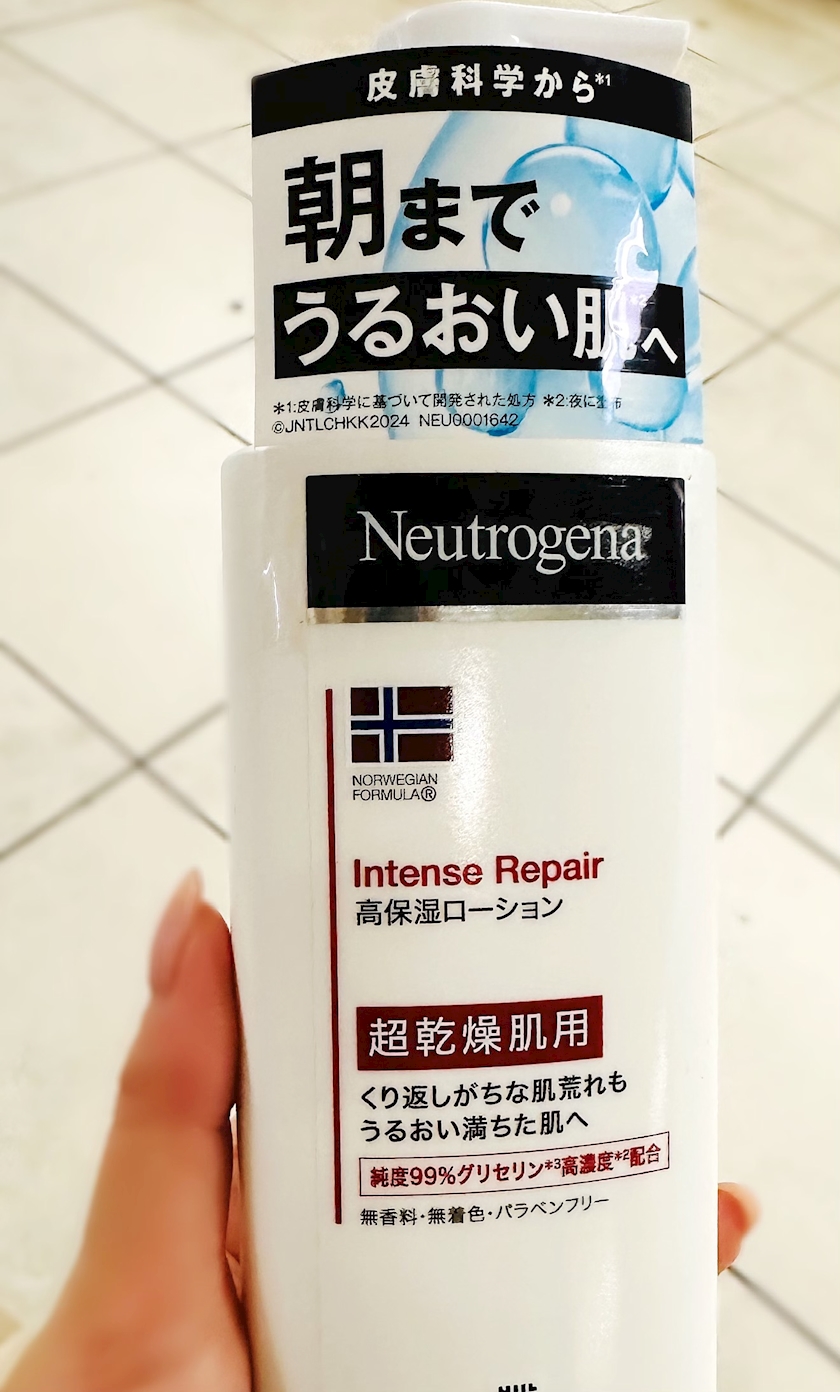 皮膚科学から*1
朝まで
うるおい肌*2へ
*1:皮膚科学に基づいて開発された処方 *2:夜に塗布
©JNTLCHKK2024 NEU0001642
Neutrogena
NORWEGIAN
FORMULA®
Intense Repair
高保湿ローション
超乾燥肌用
くり返しがちな肌荒れも
うるおい満ちた肌へ
純度99%グリセリン*3高濃度*2配合
無香料・無着色・パラベンフリー